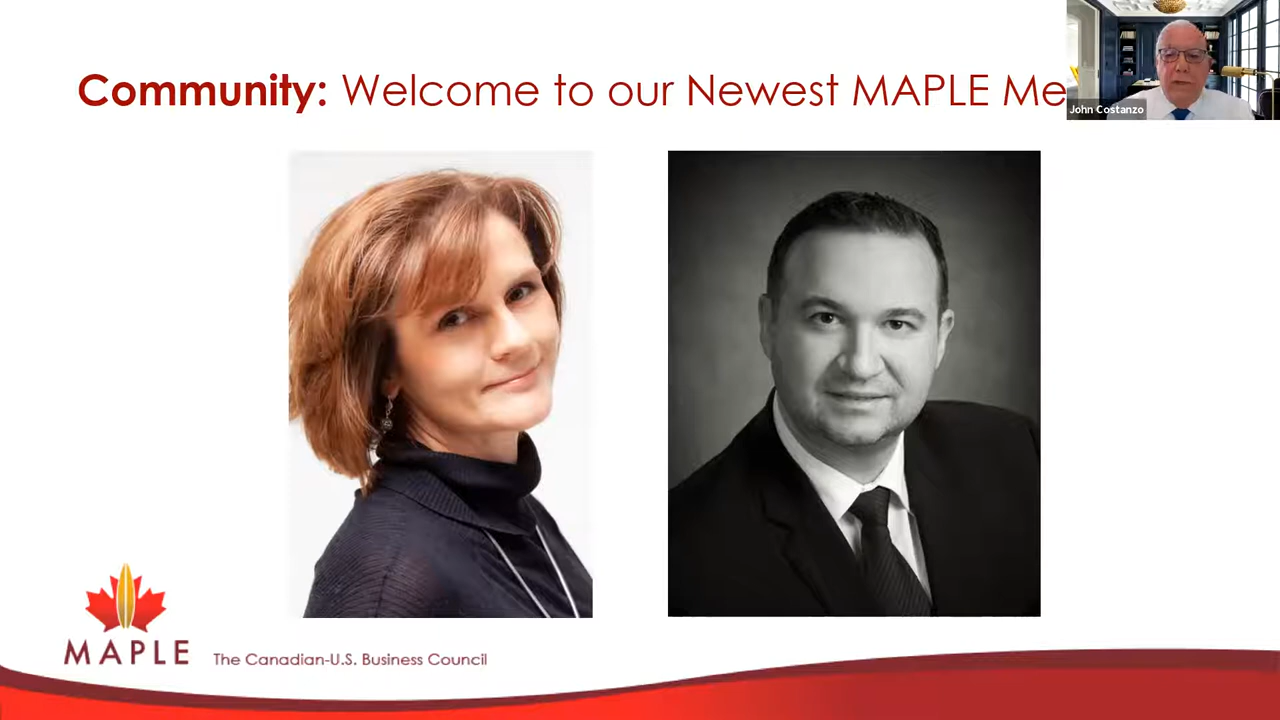 Community: Welcome to our Newest MAPLE Me
John Costanzo
MAPLE
The Canadian-U.S. Business Council